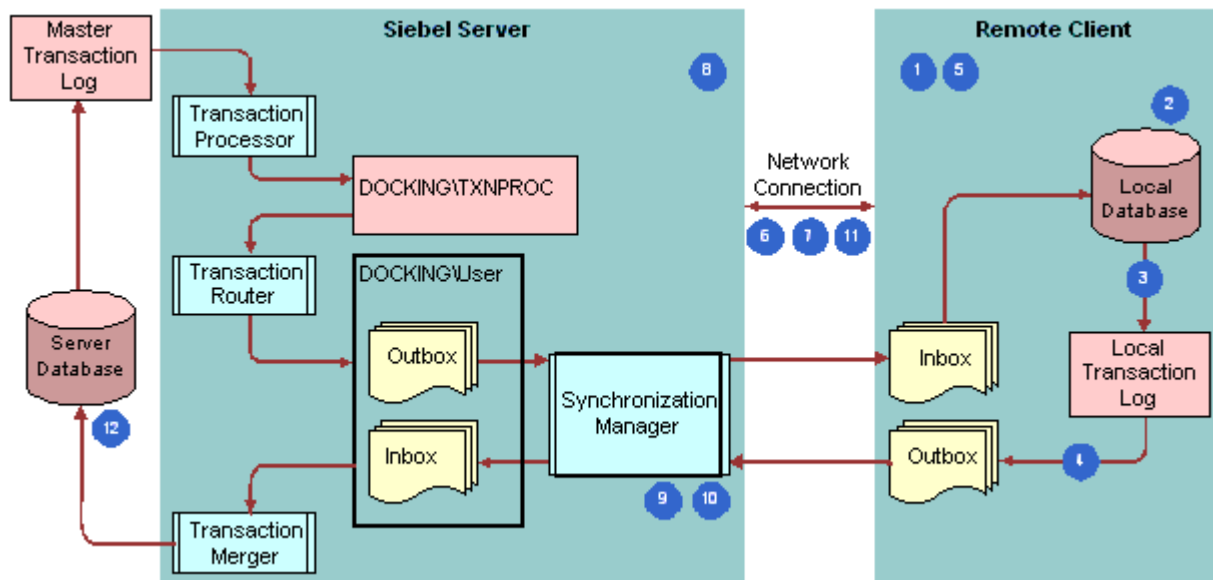 Master
Transaction
Log
Siebel Server
Remote Client
8
1
5
2
Transaction
Processor
Network
Connection
DOCKING\TXNPROC
Local
Database
6
7
11
3
Transaction
Router
DOCKING\User
Server
Database
Outbox
Inbox
Local
Transaction
Log
Synchronization
Manager
12
Inbox
Outbox
4
9
10
Transaction
Merger